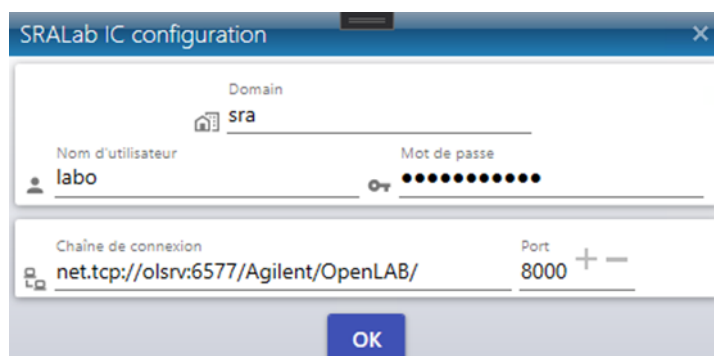 SRALab IC configuration
Domain
sra
Nom d'utilisateur
labo
Mot de passe
●●●●●●●●●●●
Chaîne de connexion
net.tcp://olsrv:6577/Agilent/OpenLAB/
Port
8000
OK